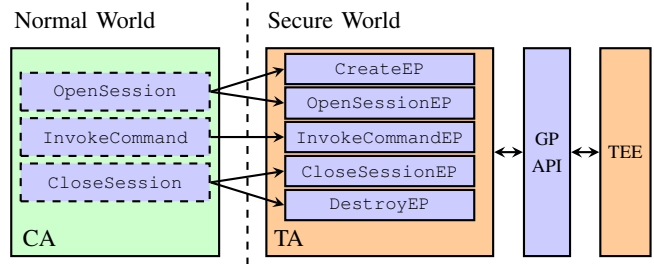 Normal World
Secure World
OpenSession
InvokeCommand
CloseSession
CA
CreateEP
OpenSessionEP
InvokeCommandEP
CloseSessionEP
DestroyEP
TA
GP
API
TEE